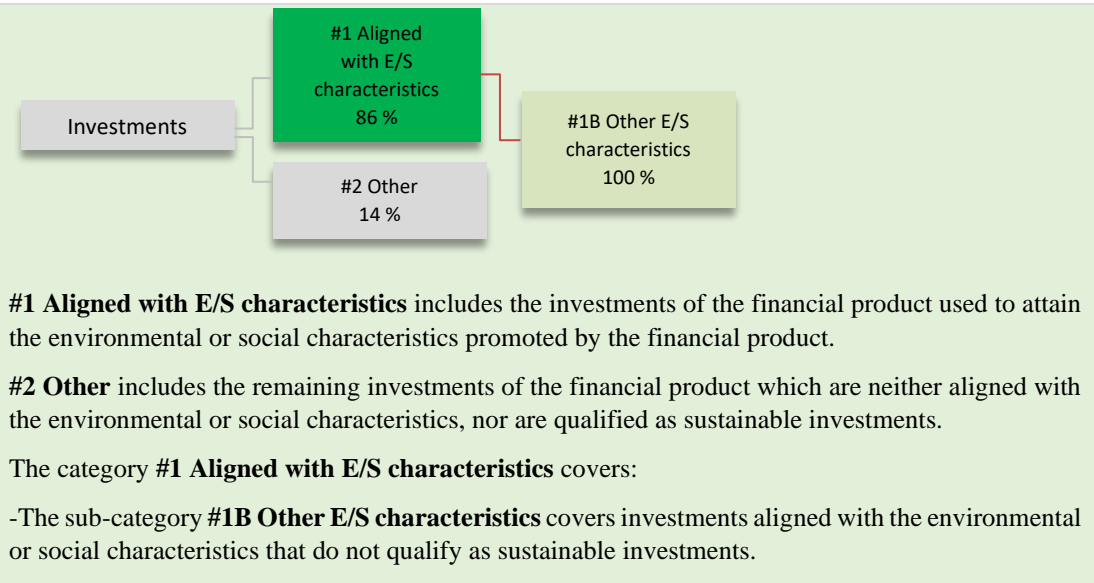 #1 Aligned
with E/S
characteristics
86 %
Investments
#1B Other E/S
characteristics
100 %
#2 Other
14 %
#1 Aligned with E/S characteristics includes the investments of the financial product used to attain
the environmental or social characteristics promoted by the financial product.
#2 Other includes the remaining investments of the financial product which are neither aligned with
the environmental or social characteristics, nor are qualified as sustainable investments.
The category #1 Aligned with E/S characteristics covers:
-The sub-category #1B Other E/S characteristics covers investments aligned with the environmental
or social characteristics that do not qualify as sustainable investments.